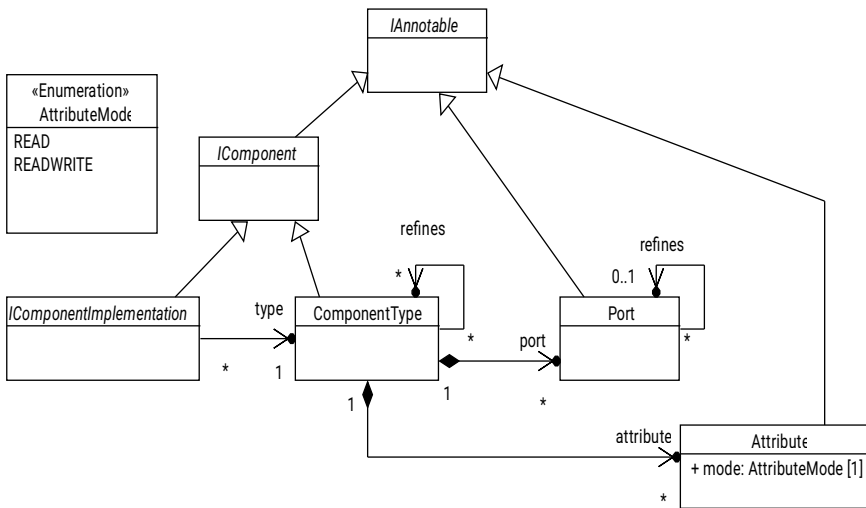 IAnnotable
«Enumeration»
AttributeMode
READ
READWRITE
IComponent
refines
*
refines
0..1
IComponentImplementation
type
ComponentType
Port
*
1
*
port
*
1
*
1
attribute
*
Attribute
+ mode: AttributeMode [1]